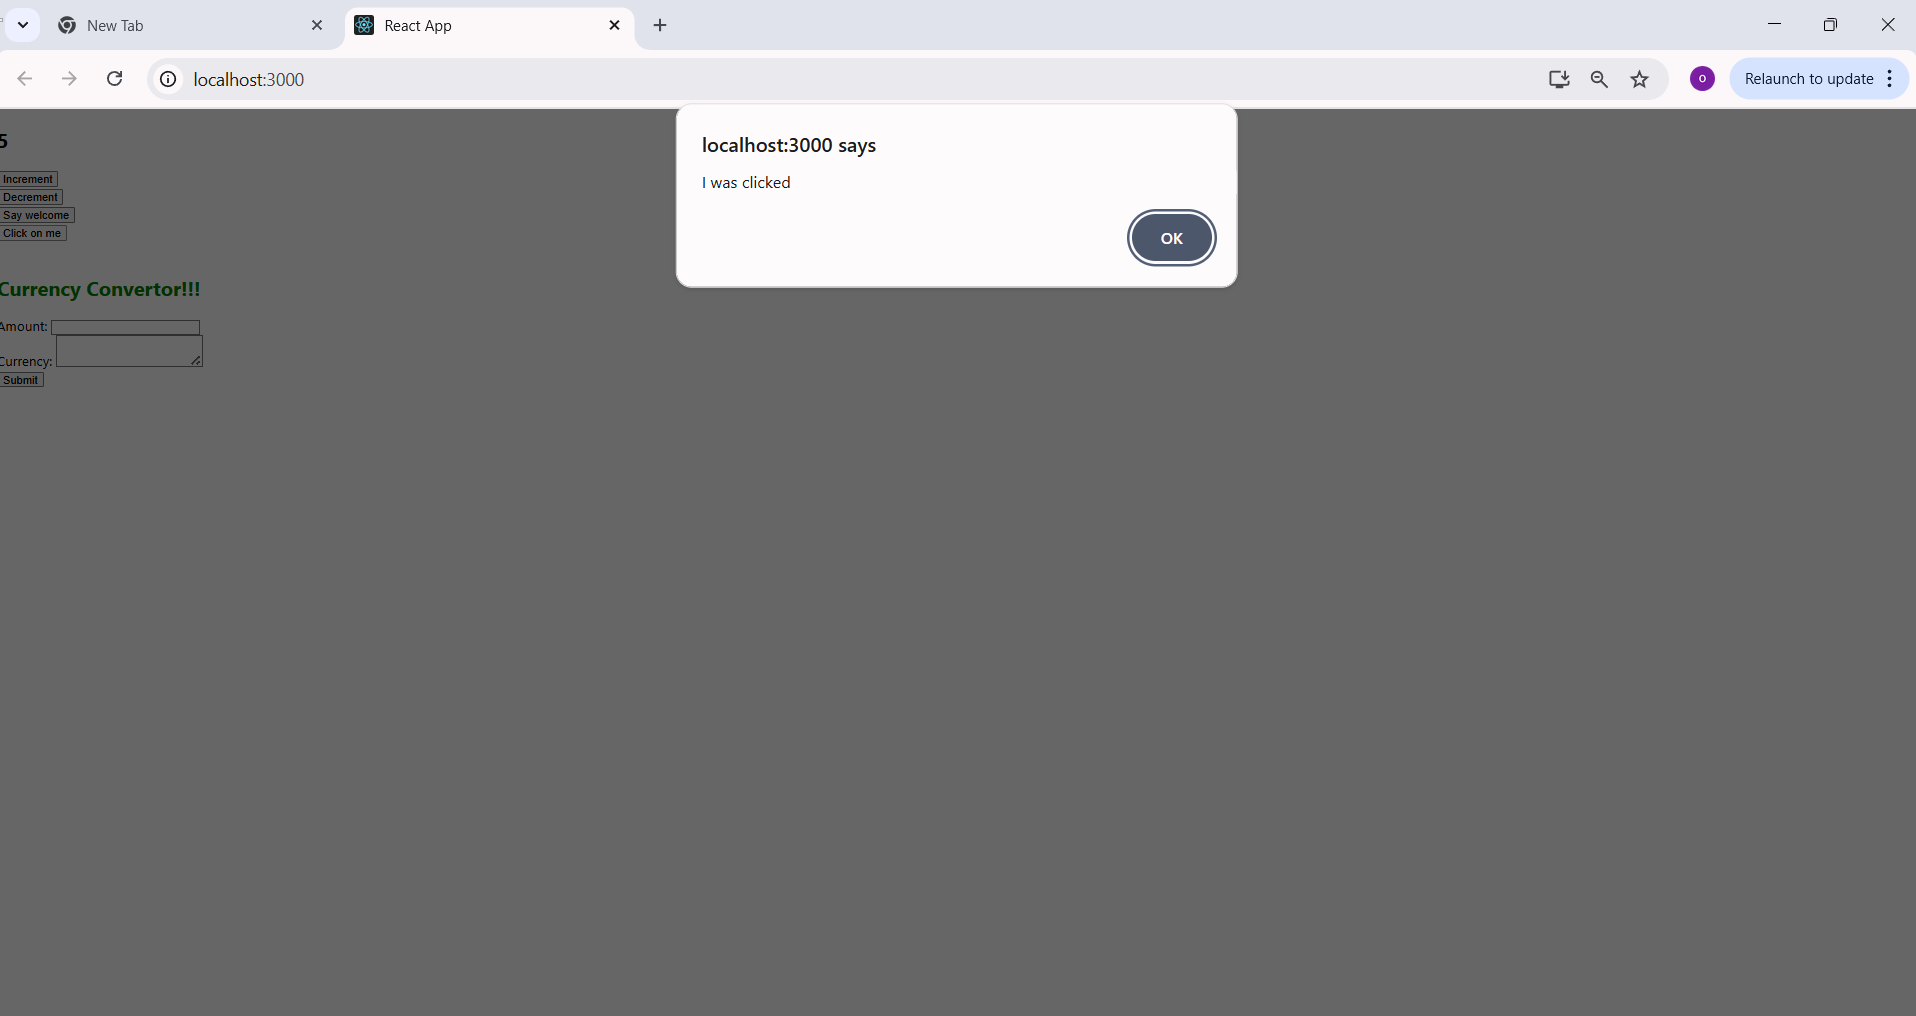 New Tab
React App
localhost:3000
o
Relaunch to update
localhost:3000 says
I was clicked
OK
5
Increment
Decrement
Say welcome
Click on me
Currency Convertor!!!
Amount:
Currency:
Submit